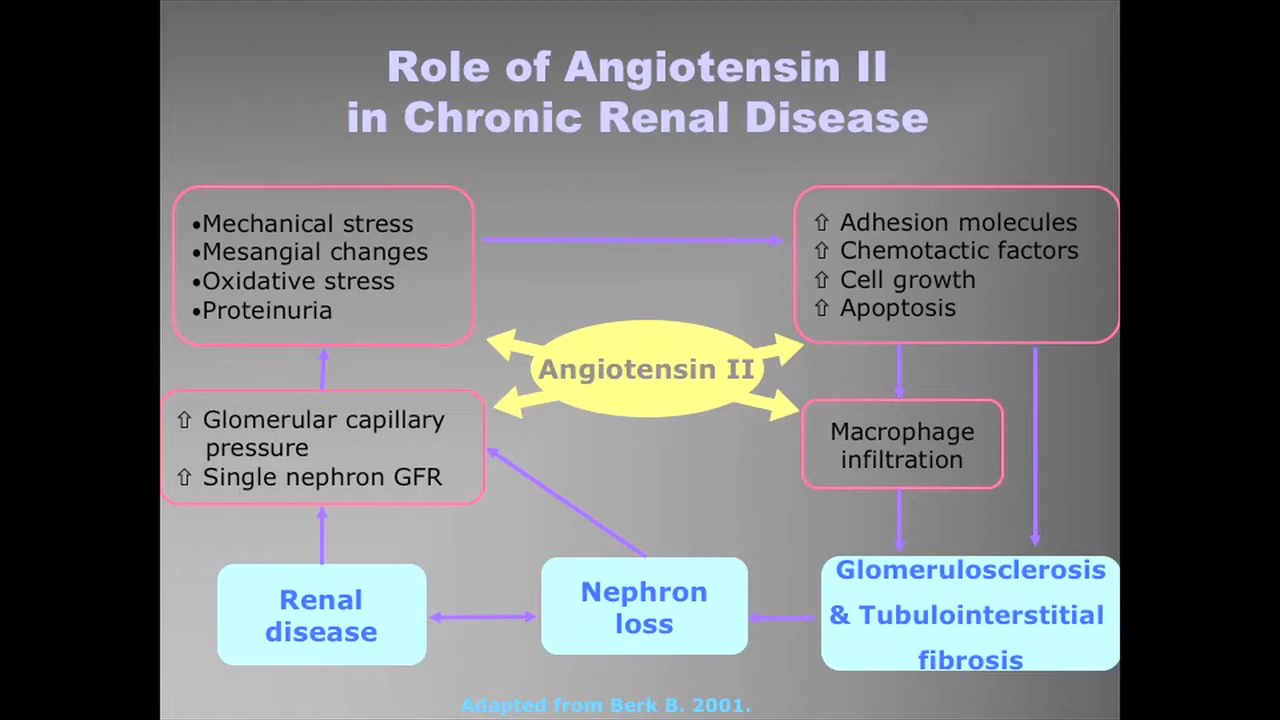 Role of Angiotensin II
in Chronic Renal Disease
•Mechanical stress
•Mesangial changes
•Oxidative stress
•Proteinuria
⇧ Adhesion molecules
⇧ Chemotactic factors
⇧ Cell growth
⇧ Apoptosis
Angiotensin II
⇧ Glomerular capillary
pressure
⇧ Single nephron GFR
Macrophage
infiltration
Renal
disease
Nephron
loss
Glomerulosclerosis
& Tubulointerstitial
fibrosis
Adapted from Berk B. 2001.